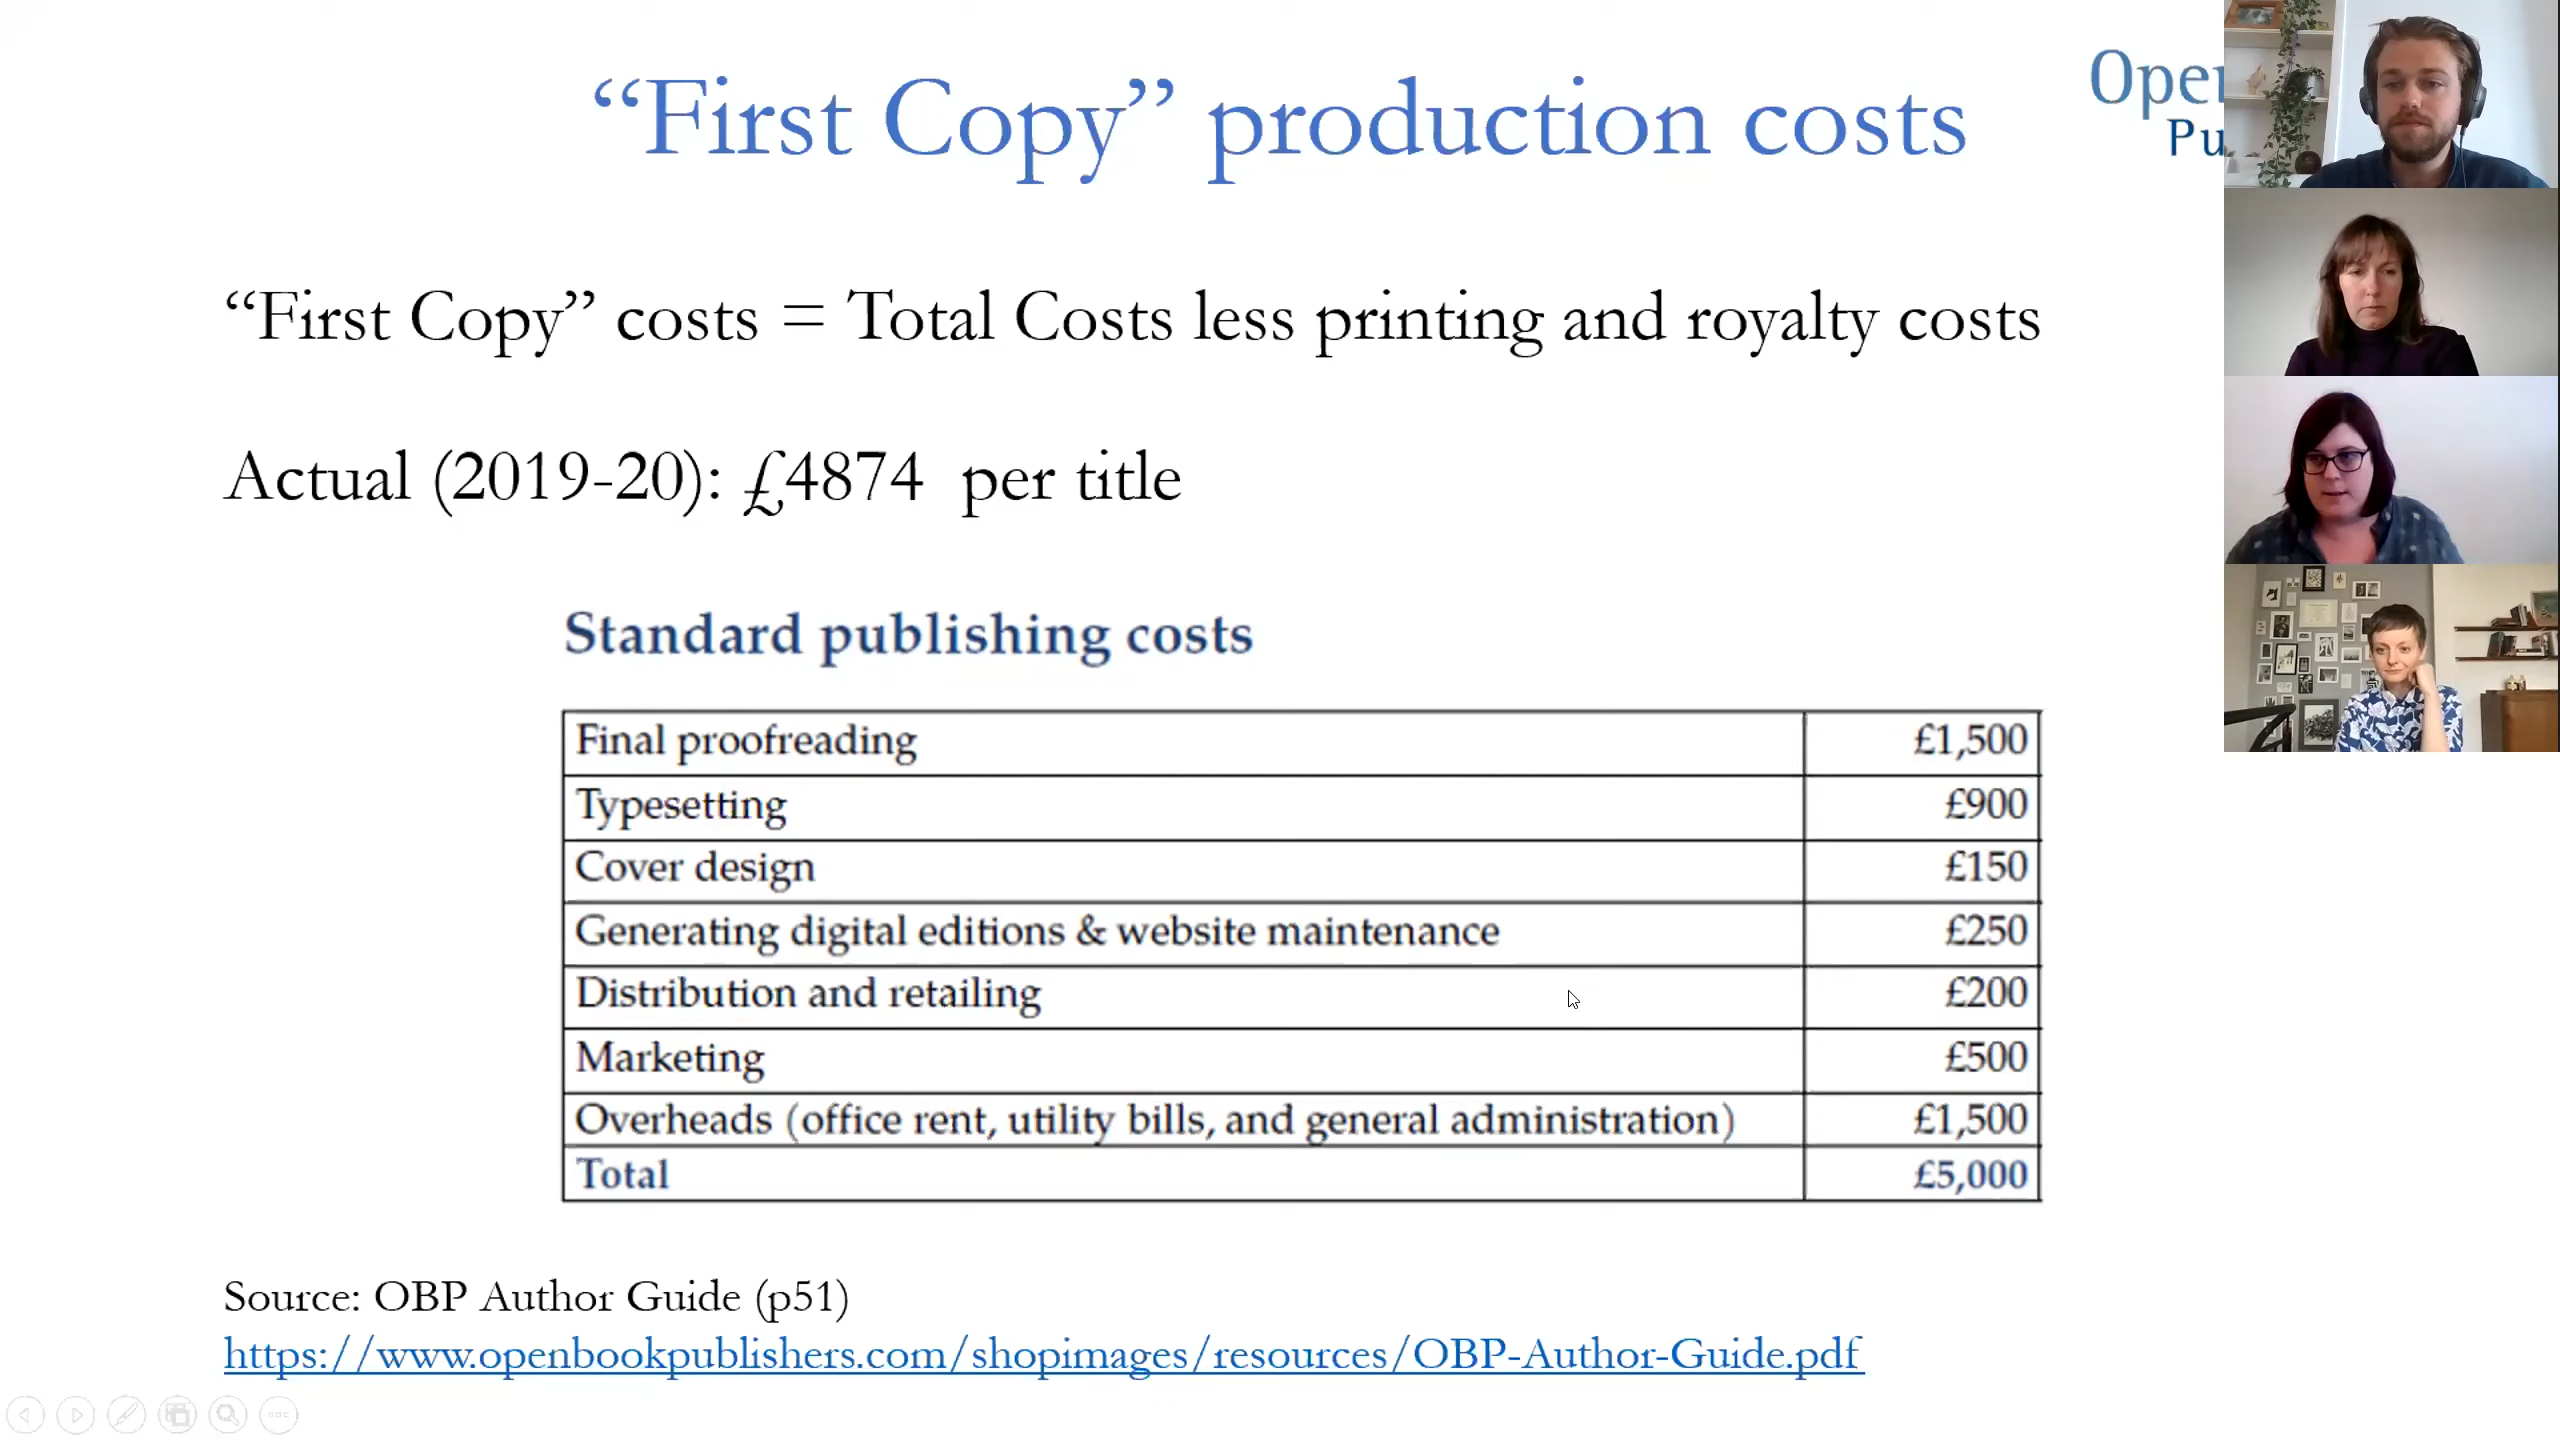 “First Copy” production costs
Open
Pu
“First Copy” costs = Total Costs less printing and royalty costs
Actual (2019-20): £4874 per title
Standard publishing costs
Final proofreading £1,500
Typesetting £900
Cover design £150
Generating digital editions & website maintenance £250
Distribution and retailing £200
Marketing £500
Overheads (office rent, utility bills, and general administration) £1,500
Total £5,000
Source: OBP Author Guide (p51)
https://www.openbookpublishers.com/shopimages/resources/OBP-Author-Guide.pdf